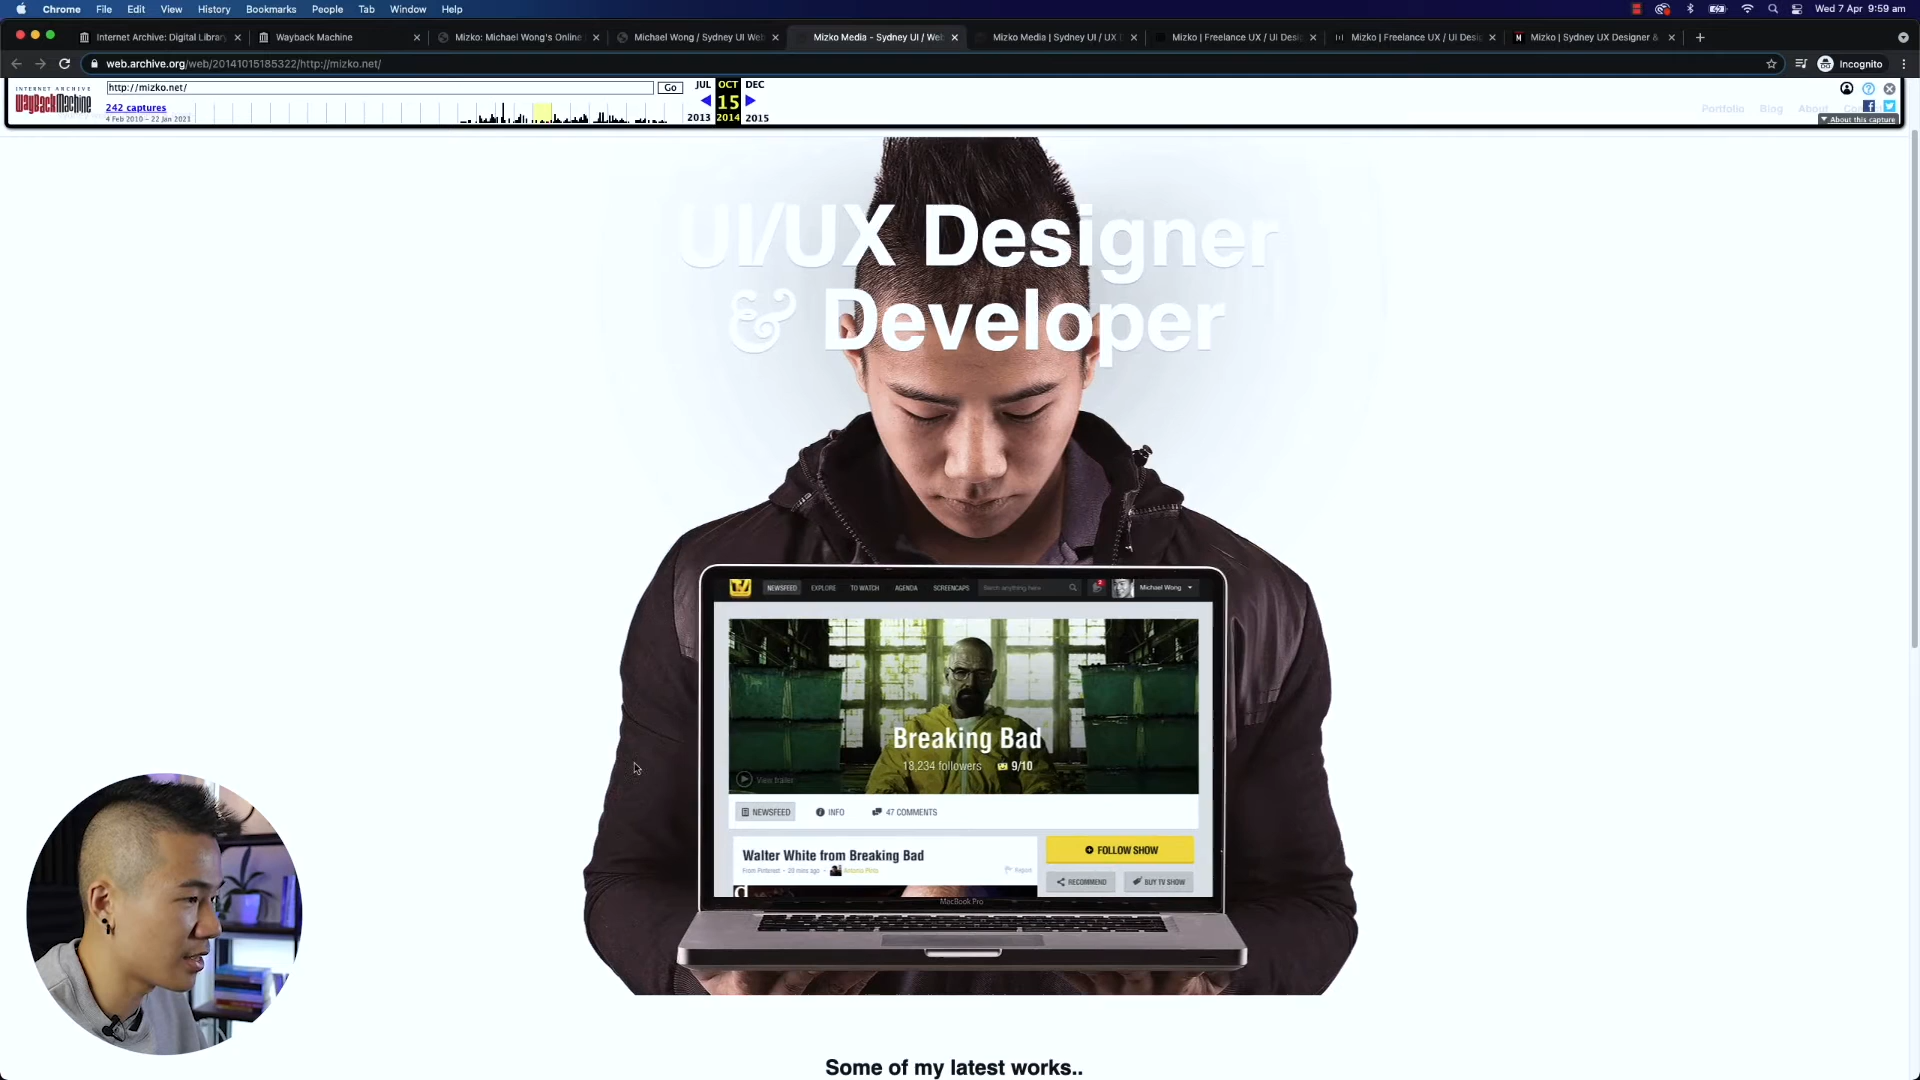 Chrome File Edit View History Bookmarks People Tab Window Help
Wed 7 Apr 9:59 am
Internet Archive: Digital Library
Wayback Machine
Mizko: Michael Wong's Online
Michael Wong / Sydney UI Web
Mizko Media - Sydney UI / Web
Mizko Media | Sydney UI / UX
Mizko | Freelance UX / UI Desi
Mizko | Freelance UX / UI Desi
Mizko | Sydney UX Designer &
web.archive.org/web/20141015185322/http://mizko.net/
Incognito
INTERNET ARCHIVE
WayBackMachine
http://mizko.net/
Go
JUL OCT DEC
242 captures
15
4 Feb 2010 – 22 Jan 2021
2013 2014 2015
Portfolio Blog About
About this capture
UI/UX Designer
& Developer
NEWSFEED EXPLORE TO WATCH AGENDA SCREENCAPS Search anything here 2 Michael Wong
Breaking Bad
18,234 followers 9/10
View trailer
NEWSFEED INFO 47 COMMENTS
FOLLOW SHOW
Walter White from Breaking Bad
From Pinterest • 20 mins ago •
Report
RECOMMEND BUY TV SHOW
MacBook Pro
Some of my latest works..